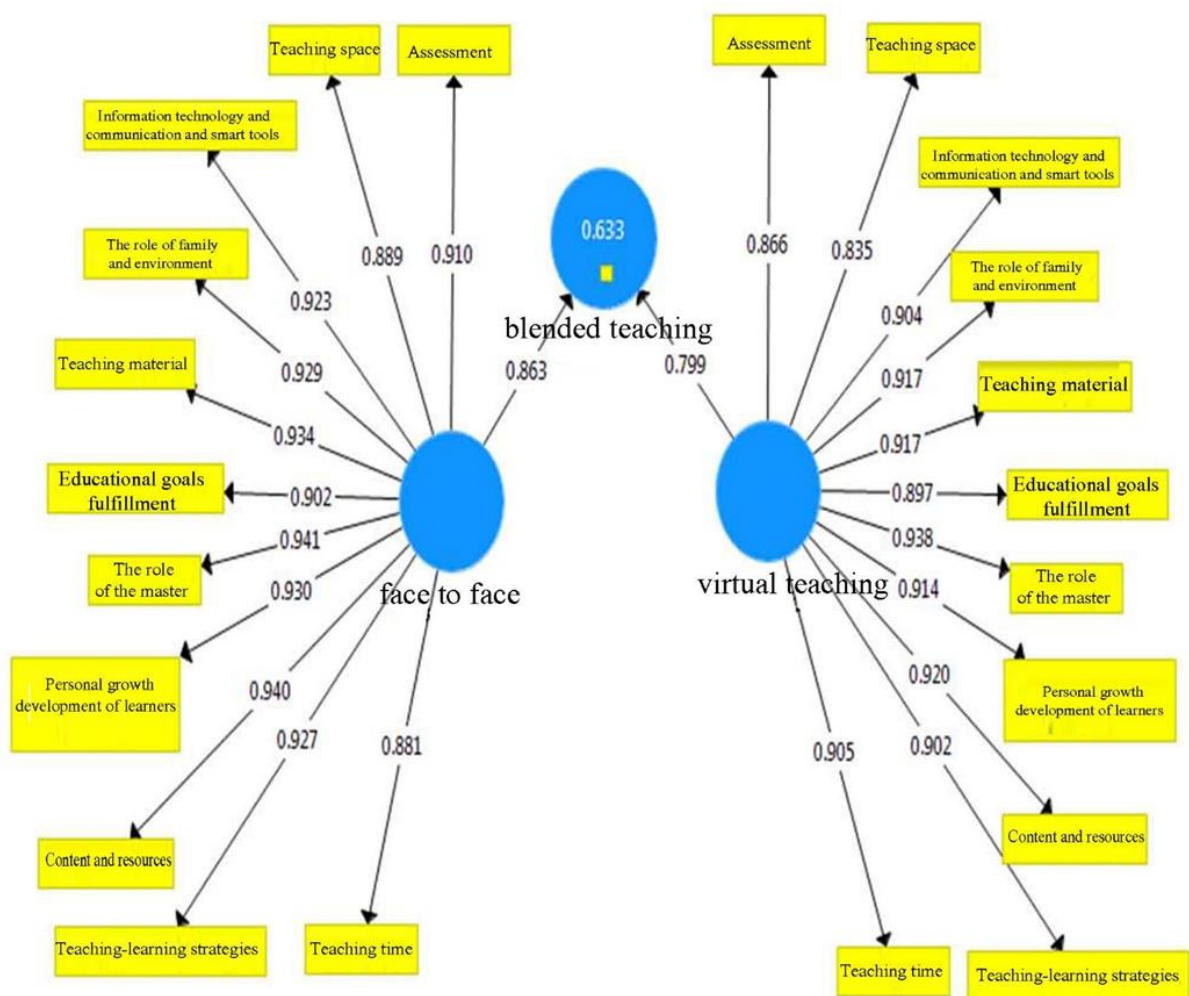 Teaching space
Assessment
Assessment
Teaching space
Information technology and
communication and smart tools
Information technology and
communication and smart tools
The role of family
and environment
The role of family
and environment
0.633
0.889
0.910
0.866
0.835
0.923
0.904
blended teaching
Teaching material
Teaching material
0.929
0.863
0.799
0.917
0.934
0.917
Educational goals
fulfillment
0.902
0.897
Educational goals
fulfillment
0.941
0.938
The role
of the master
The role
of the master
0.930
face to face
virtual teaching
0.914
Personal growth
development of learners
Personal growth
development of learners
0.940
0.920
0.927
0.881
0.905
0.902
Content and resources
Content and resources
Teaching-learning strategies
Teaching time
Teaching time
Teaching-learning strategies